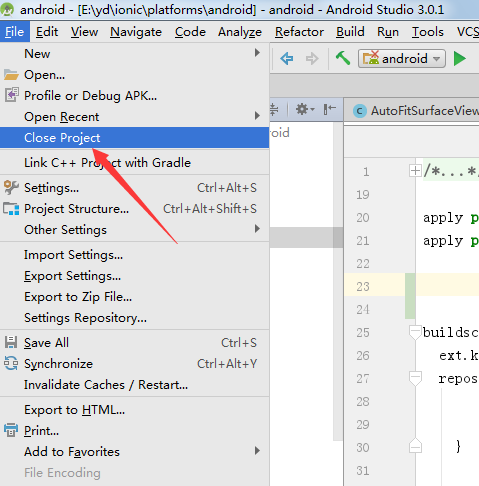 android - [E:\yd\ionic\platforms\android] - android - Android Studio 3.0.1
File Edit View Navigate Code Analyze Refactor Build Run Tools VCS
android
New
Open...
Profile or Debug APK...
Open Recent
Close Project
Link C++ Project with Gradle
Settings... Ctrl+Alt+S
Project Structure... Ctrl+Alt+Shift+S
Other Settings
Import Settings...
Export Settings...
Export to Zip File...
Settings Repository...
Save All Ctrl+S
Synchronize Ctrl+Alt+Y
Invalidate Caches / Restart...
Export to HTML...
Print...
Add to Favorites
File Encoding
roid
AutoFitSurfaceView
1 /*...*/
19
20 apply p
21 apply p
22
23
24
25 buildsc
26 ext.k
27 repos
28
29
30 }
31